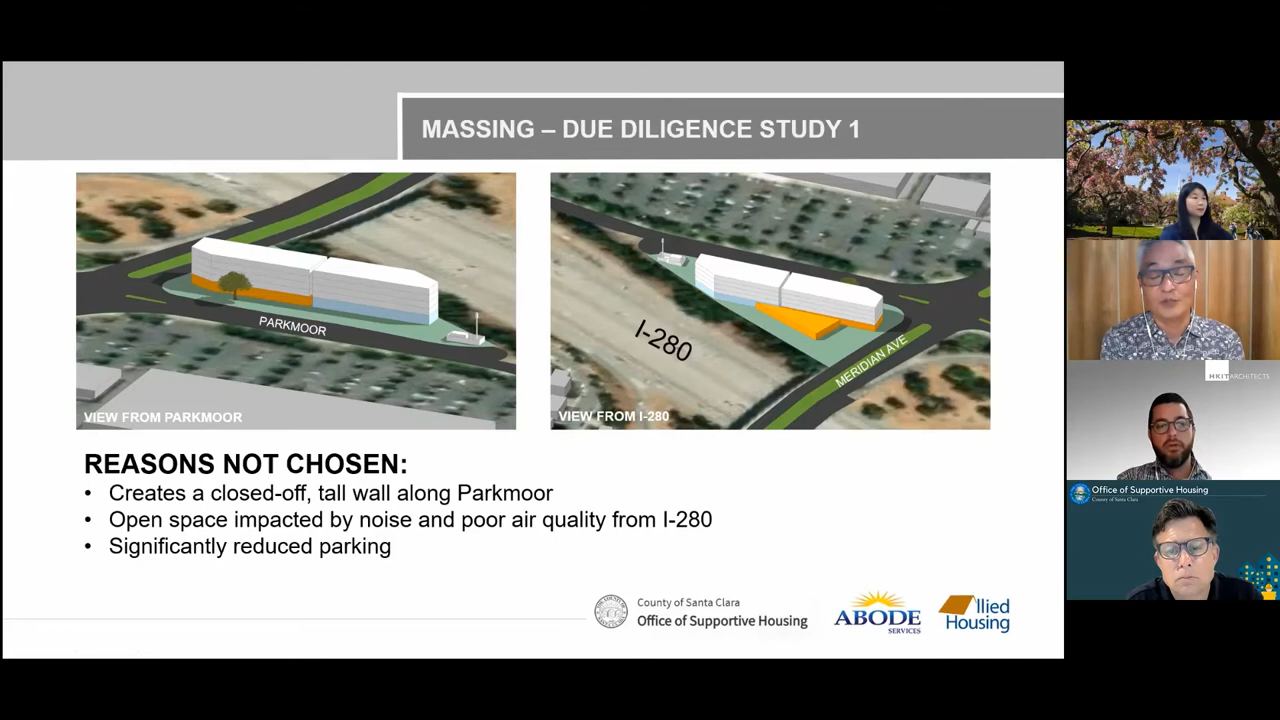 MASSING – DUE DILIGENCE STUDY 1
PARKMOOR
VIEW FROM PARKMOOR
I-280
MERIDIAN AVE
VIEW FROM I-280
REASONS NOT CHOSEN:
• Creates a closed-off, tall wall along Parkmoor
• Open space impacted by noise and poor air quality from I-280
• Significantly reduced parking
County of Santa Clara
Office of Supportive Housing
ABODE
SERVICES
Allied
Housing
HKIT ARCHITECTS
Office of Supportive Housing
County of Santa Clara